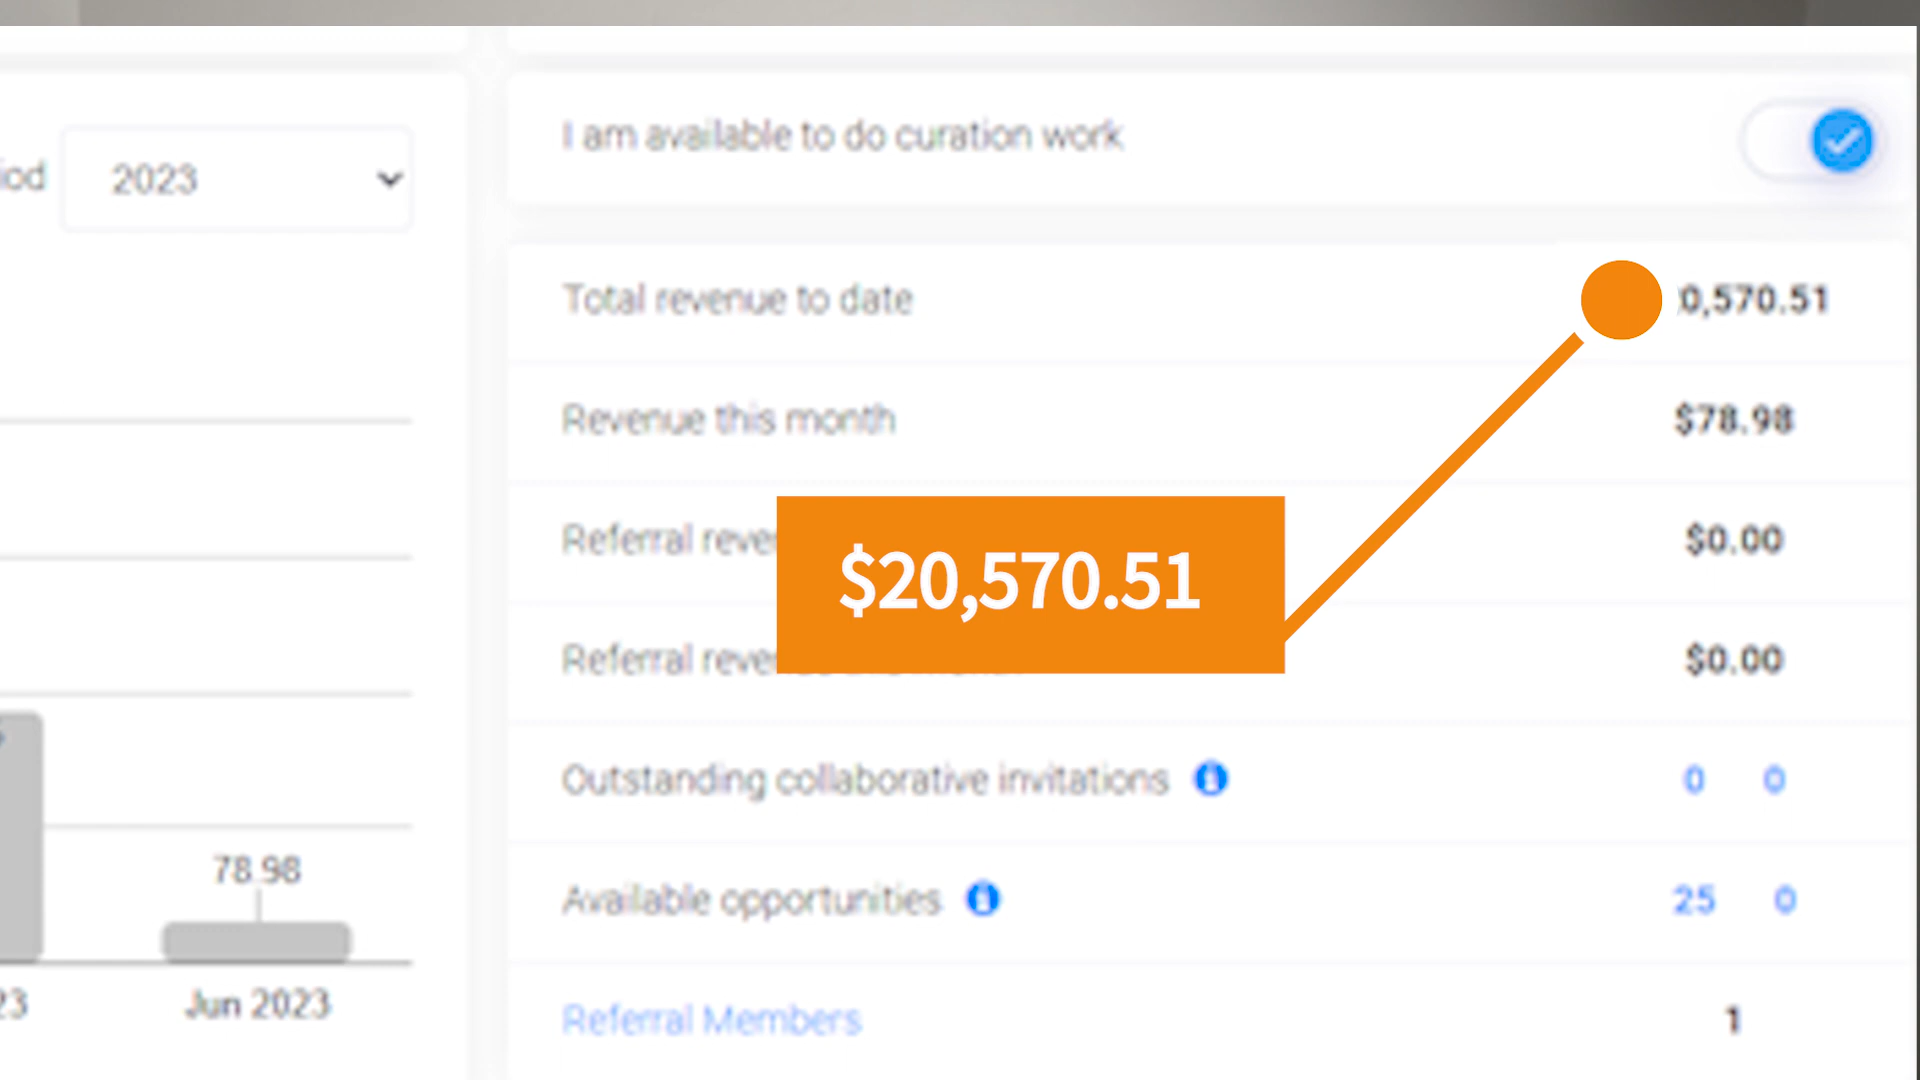 iod
2023
78.98
23
Jun 2023
I am available to do curation work
Total revenue to date 0,570.51
Revenue this month $78.98
Referral $0.00
$20,570.51
Referral $0.00
Outstanding collaborative invitations 0 0
Available opportunities 25 0
Referral Members 1